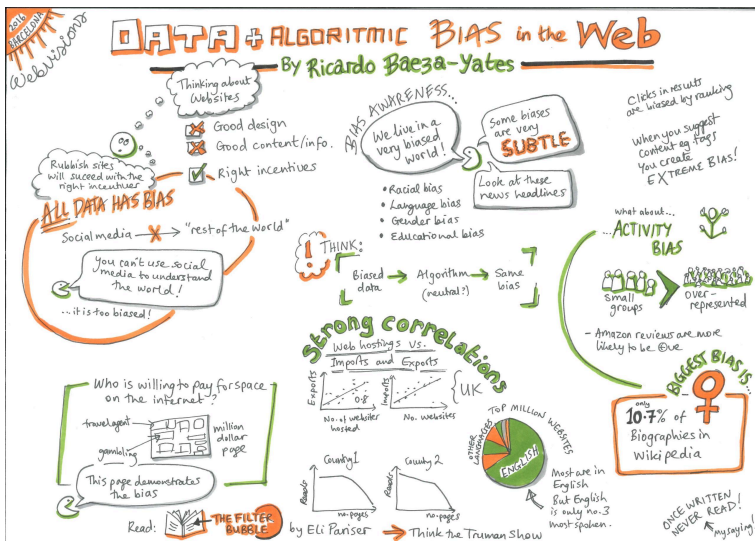 2016
BARCELONA
WebVisions
DATA + ALGORITMIC BIAS in the Web
By Ricardo Baeza-Yates
Thinking about
Websites
Good design
Good content/info.
Right incentives
Rubbish sites
will succeed with the
right incentives
ALL DATA HAS BIAS
Social media "rest of the world"
You can't use social
media to understand
the world!
...it is too biased!
BIAS AWARENESS...
We live in a
very biased
world!
Some biases
are very
SUBTLE
Look at these
news headlines
• Racial bias
• Language bias
• Gender bias
• Educational bias
Clicks in results
are biased by ranking
When you suggest
content eg. tags
You create
EXTREME BIAS!
! THINK:
Biased
data
Algorithm
(neutral?)
Same
bias
what about...
...ACTIVITY
BIAS
small
groups
over-
represented
- Amazon reviews are more
likely to be +ve
Strong correlations
Web hostings Vs.
Imports and Exports
Exports
0.8
No. of websites
hosted
Imports
No. websites
UK
BIGGEST BIAS IS...
only
10.7% of
Biographies in
Wikipedia
Who is willing to pay for space
on the internet?
travel agent
gambling
million
dollar
page
This page demonstrates
the bias
Country 1
Reads
no. pages
Country 2
Reads
no. pages
TOP MILLION WEBSITES
OTHER
LANGUAGES
ENGLISH
Most are in
English
But English
is only no. 3
most spoken.
Read: THE FILTER
BUBBLE by Eli Pariser
Think the Truman Show
ONCE WRITTEN
NEVER READ!
my saying!